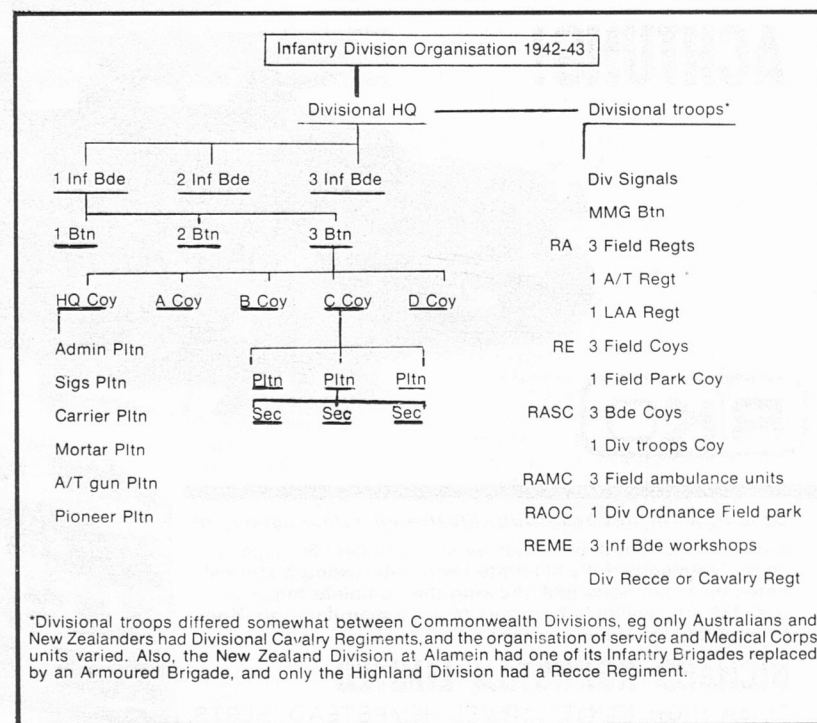 Infantry Division Organisation 1942-43
Divisional HQ Divisional troops*
1 Inf Bde 2 Inf Bde 3 Inf Bde
1 Btn 2 Btn 3 Btn
HQ Coy A Coy B Coy C Coy D Coy
Admin Pltn
Sigs Pltn
Carrier Pltn
Mortar Pltn
A/T gun Pltn
Pioneer Pltn
Pltn Pltn Pltn
Sec Sec Sec
Div Signals
MMG Btn
RA 3 Field Regts
1 A/T Regt
1 LAA Regt
RE 3 Field Coys
1 Field Park Coy
RASC 3 Bde Coys
1 Div troops Coy
RAMC 3 Field ambulance units
RAOC 1 Div Ordnance Field park
REME 3 Inf Bde workshops
Div Recce or Cavalry Regt
*Divisional troops differed somewhat between Commonwealth Divisions, eg only Australians and
New Zealanders had Divisional Cavalry Regiments, and the organisation of service and Medical Corps
units varied. Also, the New Zealand Division at Alamein had one of its Infantry Brigades replaced
by an Armoured Brigade, and only the Highland Division had a Recce Regiment.